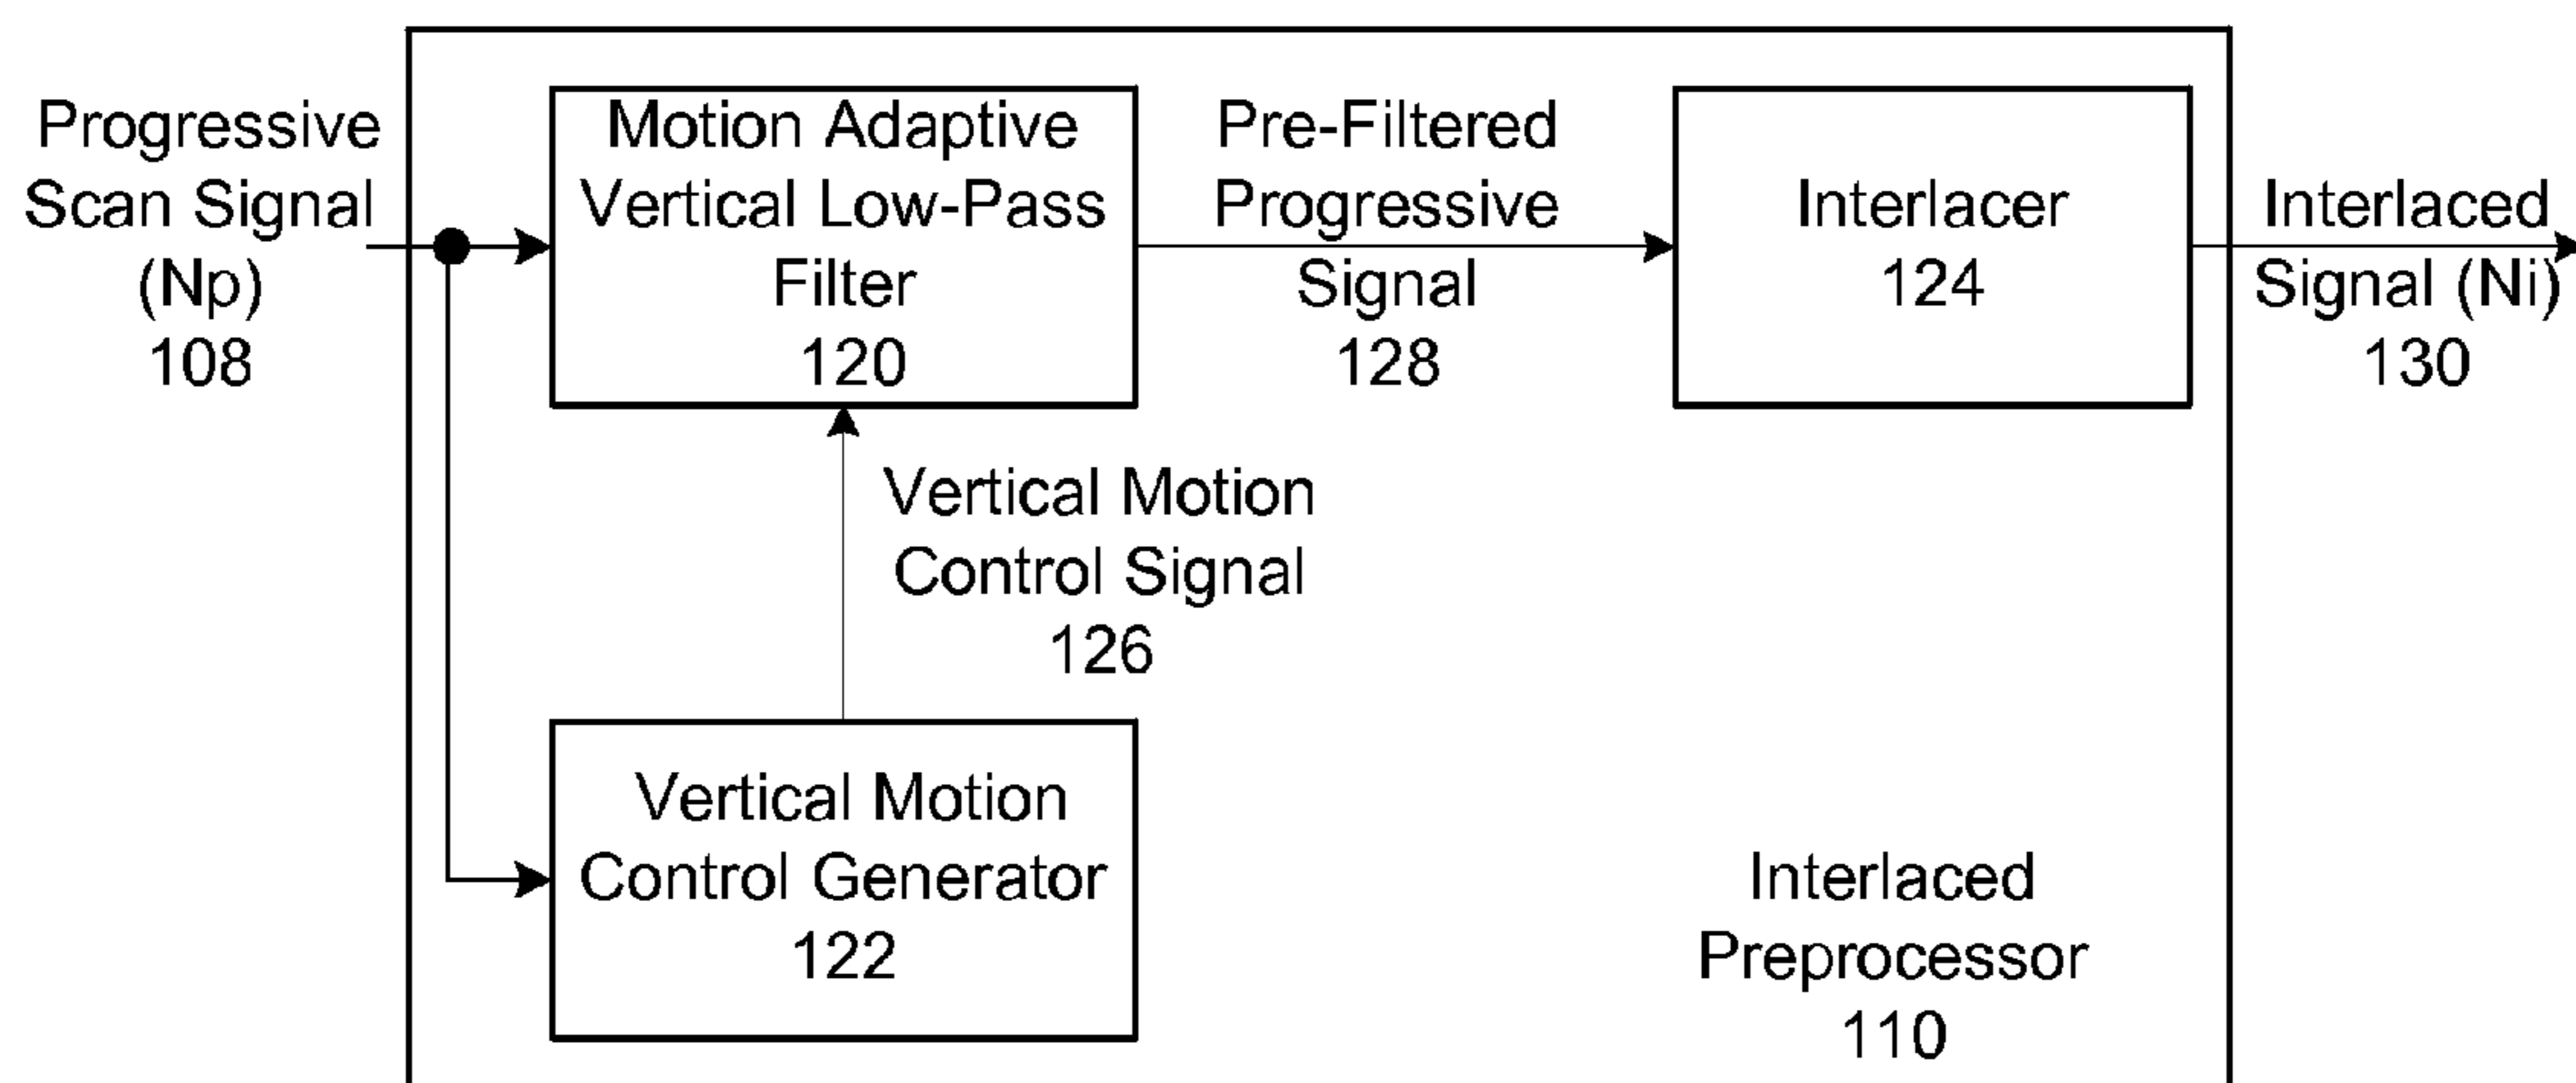 Progressive
Scan Signal
(Np)
108
Motion Adaptive
Vertical Low-Pass
Filter
120
Pre-Filtered
Progressive
Signal
128
Interlacer
124
Interlaced
Signal (Ni)
130
Vertical Motion
Control Signal
126
Vertical Motion
Control Generator
122
Interlaced
Preprocessor
110